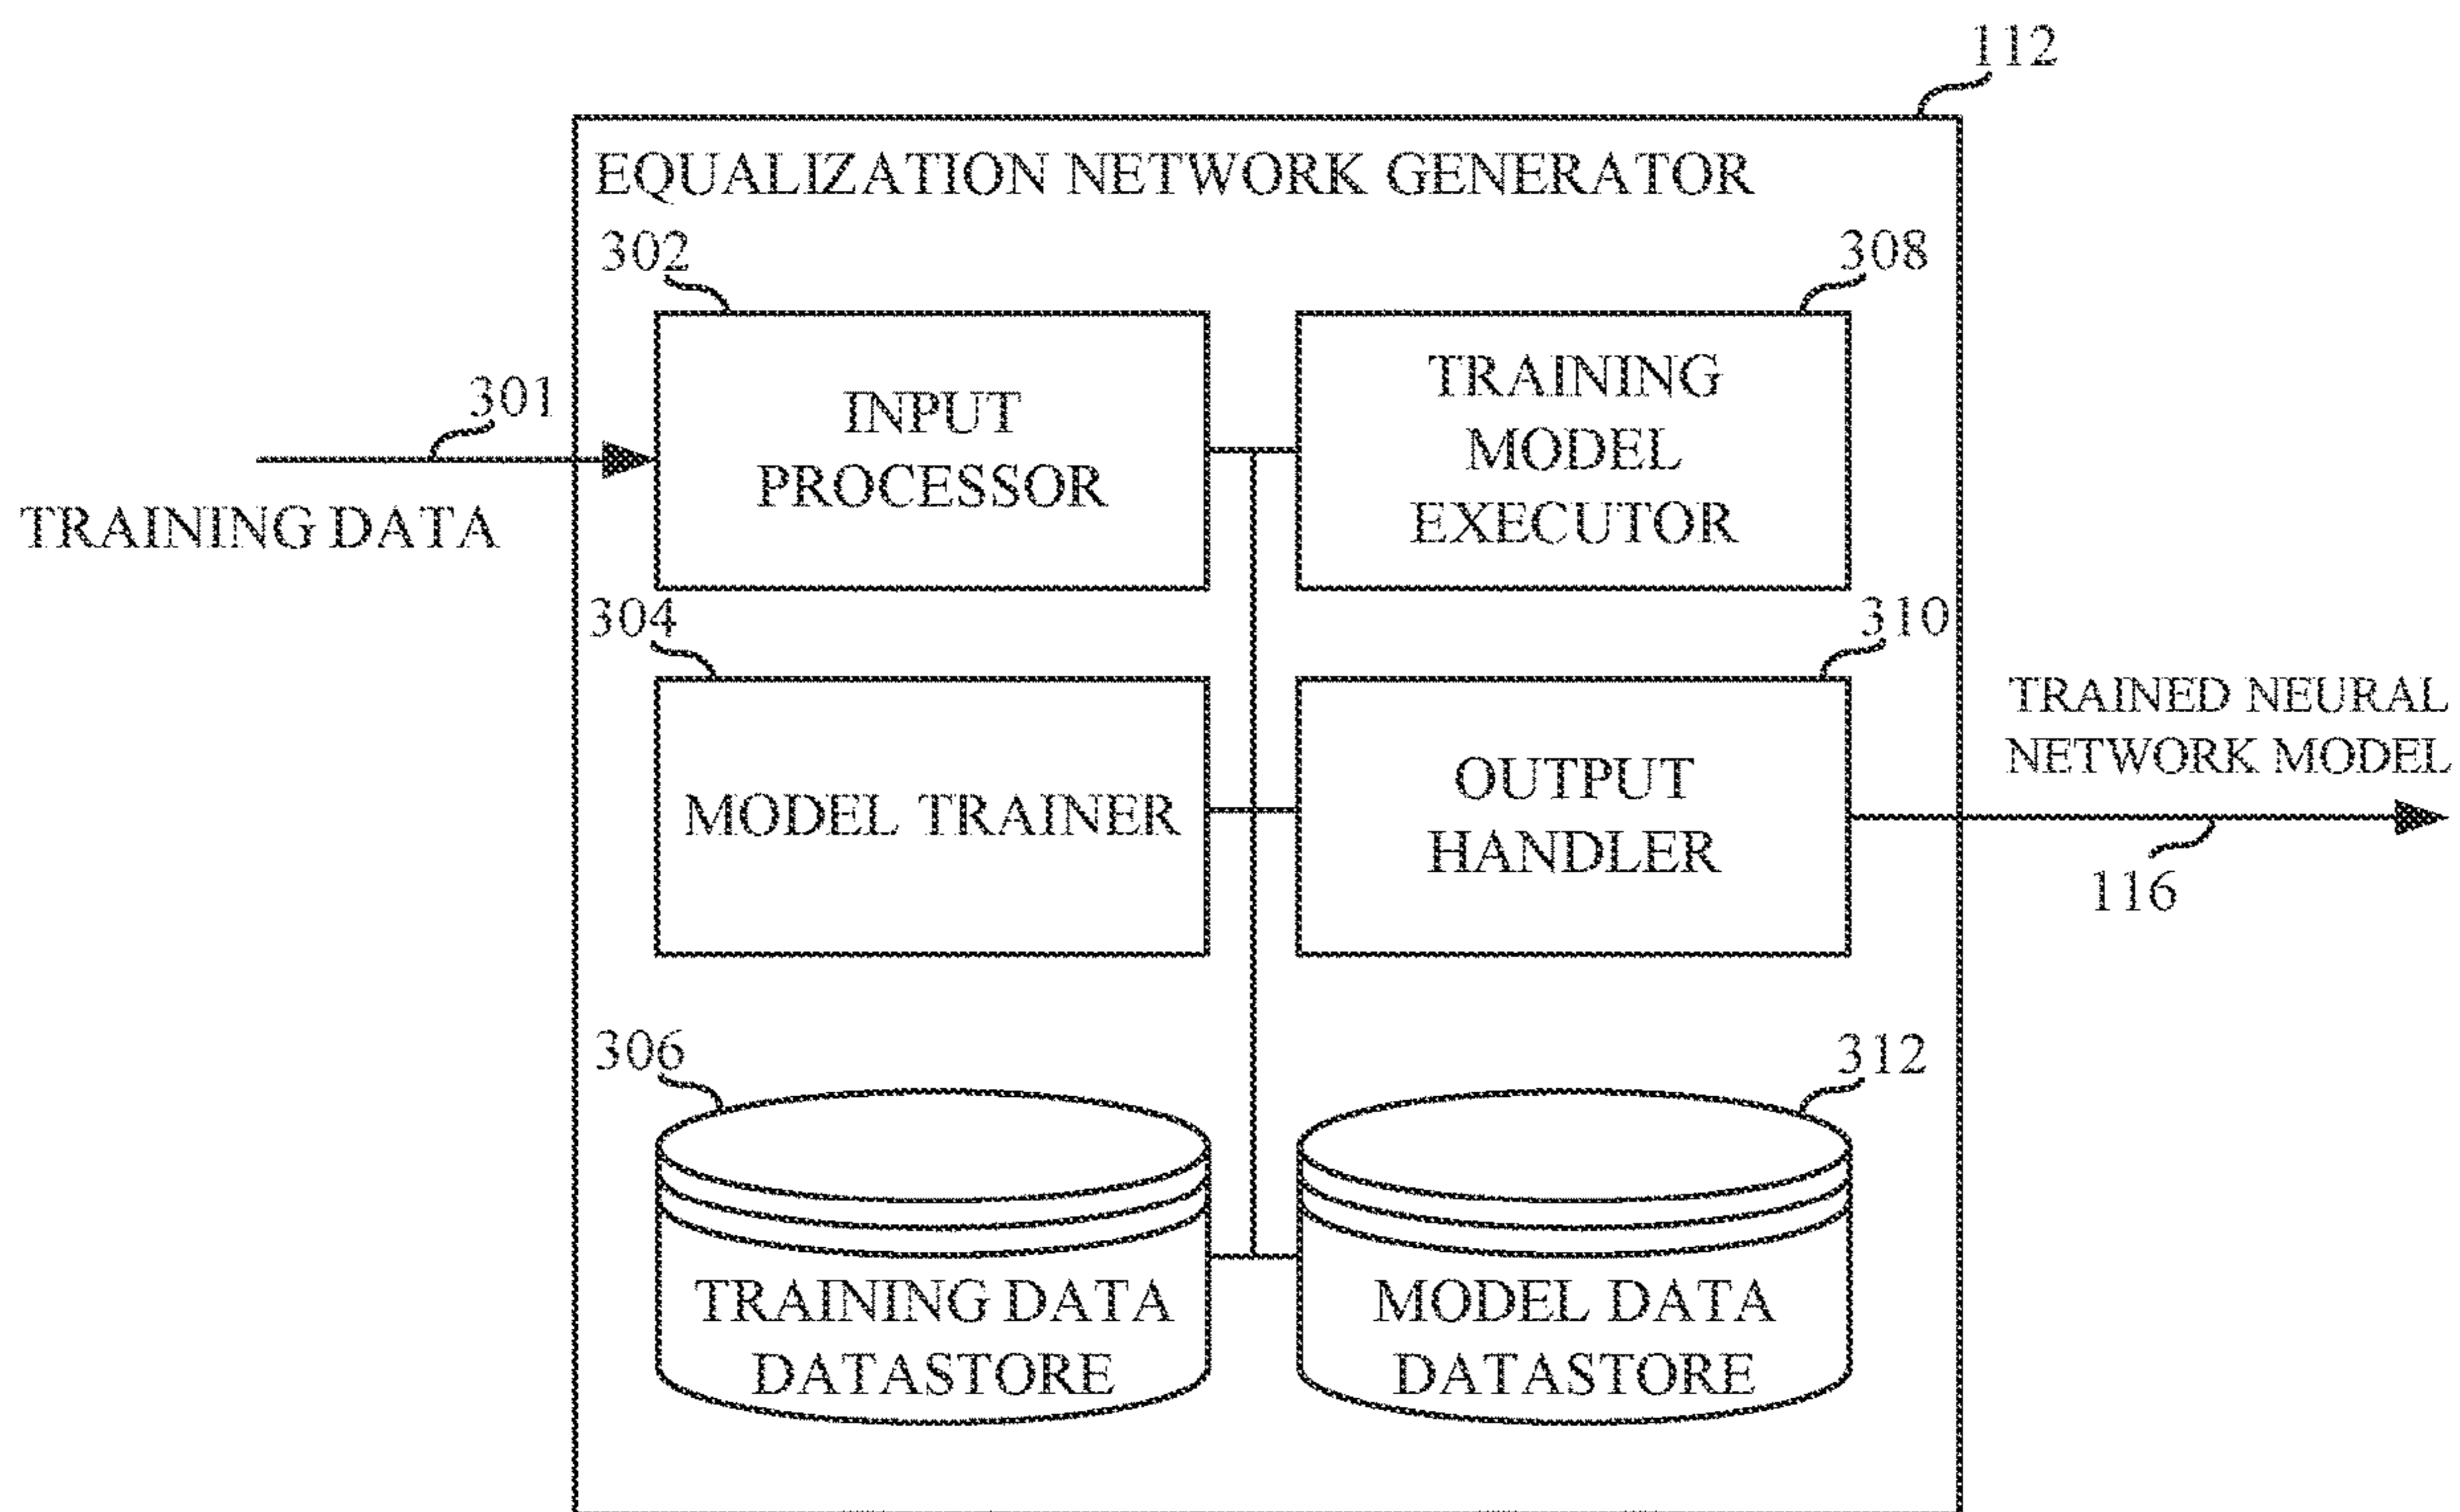 112
EQUALIZATION NETWORK GENERATOR
302
308
301
INPUT
PROCESSOR
TRAINING
MODEL
EXECUTOR
TRAINING DATA
304
310
MODEL TRAINER
OUTPUT
HANDLER
TRAINED NEURAL
NETWORK MODEL
116
306
312
TRAINING DATA
DATASTORE
MODEL DATA
DATASTORE